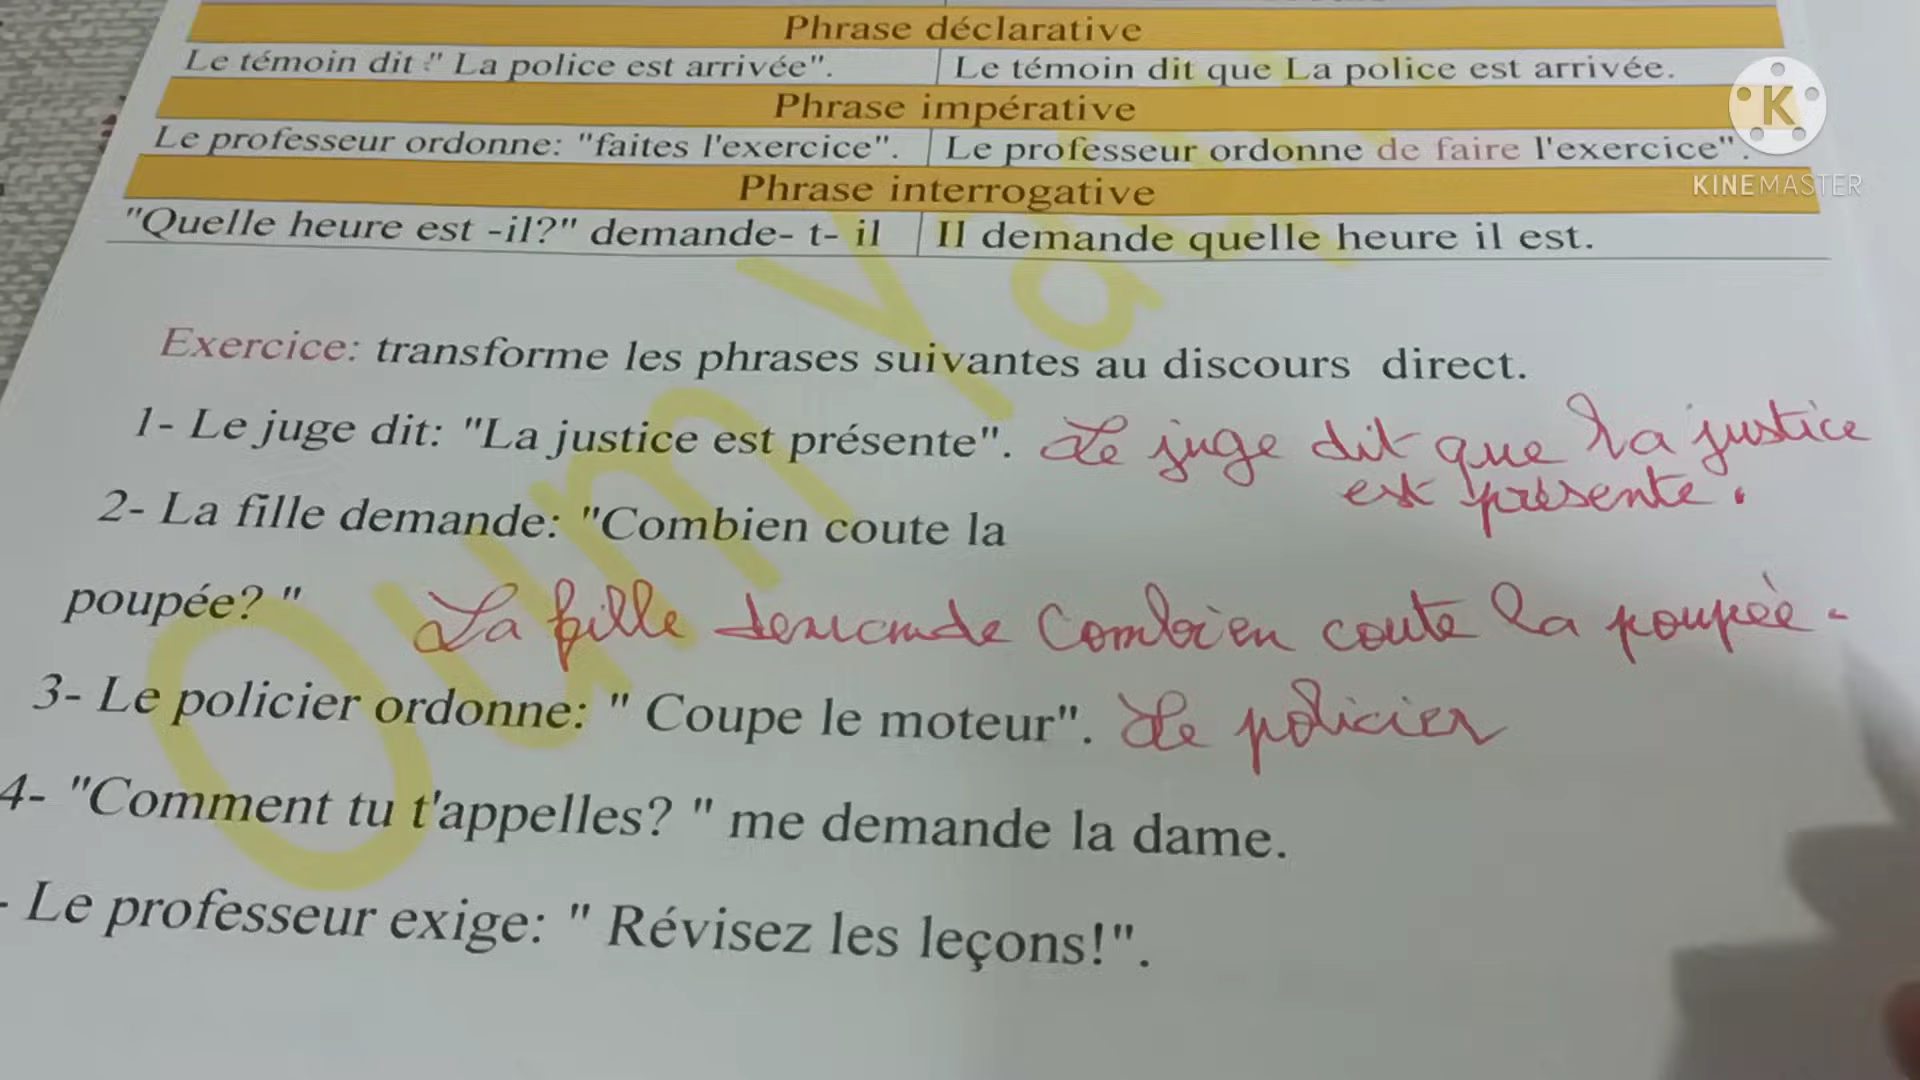 Phrase déclarative
Le témoin dit :" La police est arrivée". Le témoin dit que La police est arrivée.
Phrase impérative
Le professeur ordonne: "faites l'exercice". Le professeur ordonne de faire l'exercice".
K
KINEMASTER
Phrase interrogative
"Quelle heure est -il?" demande- t- il Il demande quelle heure il est.
Exercice: transforme les phrases suivantes au discours direct.
1- Le juge dit: "La justice est présente". Le juge dit que la justice
est présente.
2- La fille demande: "Combien coute la
poupée? " La fille demande combien coute la poupée.
3- Le policier ordonne: " Coupe le moteur". Le policier
4- "Comment tu t'appelles? " me demande la dame.
- Le professeur exige: " Révisez les leçons!".
Oum